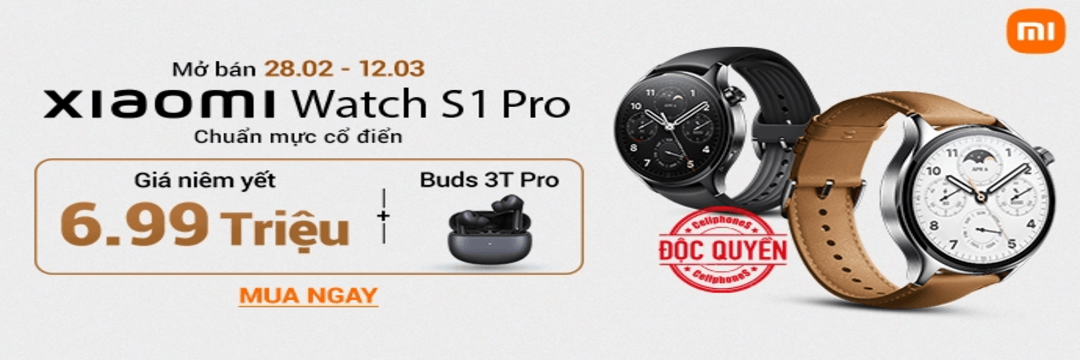 Mở bán 28.02 - 12.03
XIAOMI Watch S1 Pro
Chuẩn mực cổ điển
Giá niêm yết
6.99 Triệu
+
Buds 3T Pro
MUA NGAY
CellphoneS
ĐỘC QUYỀN
CellphoneS
mi